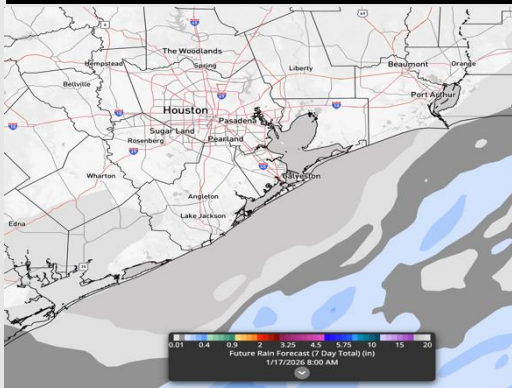 The Woodlands
Hempstead
Spring
Liberty
Beaumont
Orange
Bellville
Port Arthur
Houston
Pasadena
Sugar Land
Pearland
Rosenberg
Wharton
Galveston
Angleton
Edna
Lake Jackson
0.01 0.4 0.9 2 3.25 4.5 5.75 10 15 20
Future Rain Forecast (7 Day Total) (in)
1/17/2026 8:00 AM